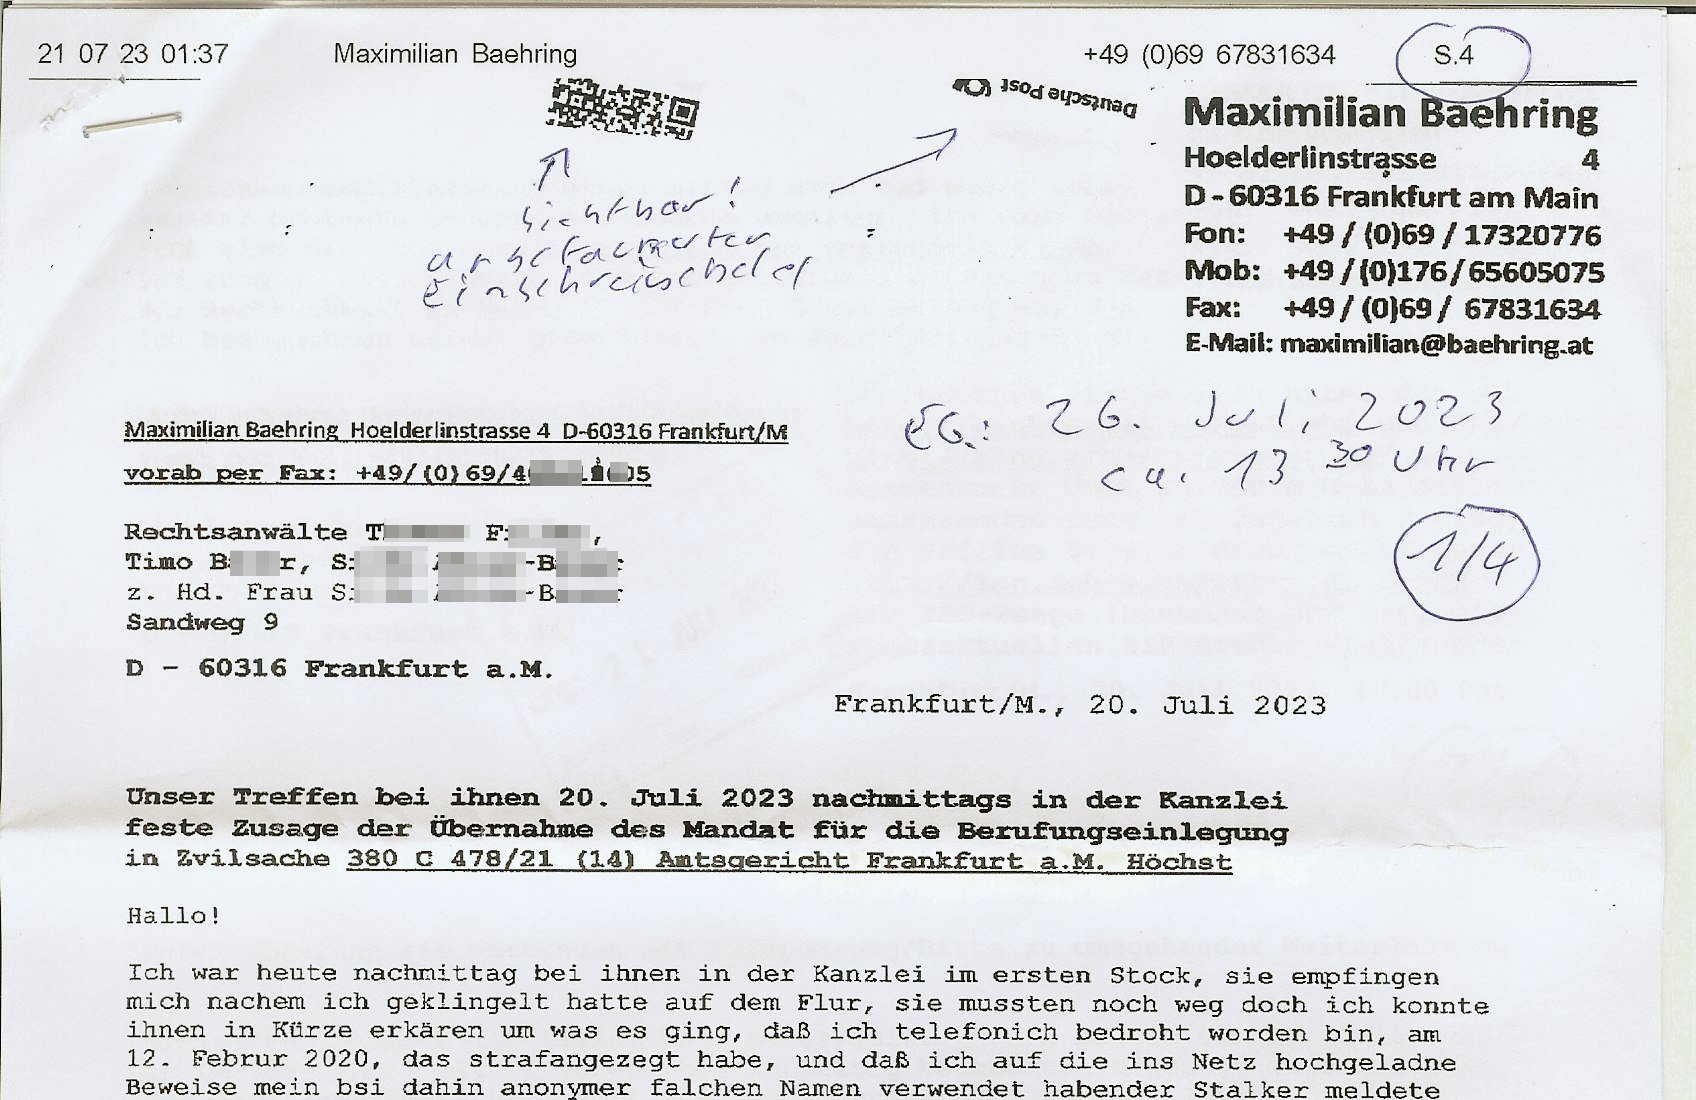 21 07 23 01:37 Maximilian Baehring +49 (0)69 67831634 S.4
Deutsche Post
Maximilian Baehring
Hoelderlinstrasse 4
D - 60316 Frankfurt am Main
Fon: +49 / (0)69 / 17320776
Mob: +49 / (0)176 / 65605075
Fax: +49 / (0)69 / 67831634
E-Mail: maximilian@baehring.at
sichtbar!
Einschreibebeleg
EG.: 26. Juli 2023
ca. 13 30 Uhr
1/4
Maximilian Baehring Hoelderlinstrasse 4 D-60316 Frankfurt/M
vorab per Fax: +49/(0)69/4
Rechtsanwälte
Timo
z. Hd. Frau
Sandweg 9
D - 60316 Frankfurt a.M.
Frankfurt/M., 20. Juli 2023
Unser Treffen bei ihnen 20. Juli 2023 nachmittags in der Kanzlei
feste Zusage der Übernahme des Mandat für die Berufungseinlegung
in Zvilsache 380 C 478/21 (14) Amtsgericht Frankfurt a.M. Höchst
Hallo!
Ich war heute nachmittag bei ihnen in der Kanzlei im ersten Stock, sie empfingen
mich nachem ich geklingelt hatte auf dem Flur, sie mussten noch weg doch ich konnte
ihnen in Kürze erkären um was es ging, daß ich telefonich bedroht worden bin, am
12. Februr 2020, das strafangezegt habe, und daß ich auf die ins Netz hochgeladne
Beweise mein bsi dahin anonymer falchen Namen verwendet habender Stalker meldete